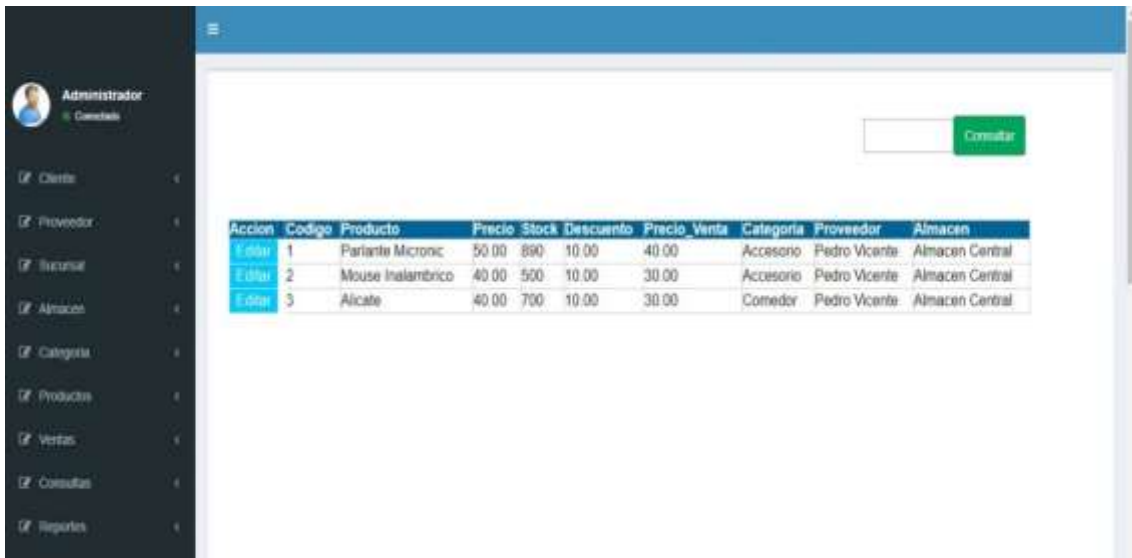 Administrador
Conectado
Cliente
Proveedor
Sucursal
Almacen
Categoria
Productos
Ventas
Consultas
Reportes
Consultar
Accion Codigo Producto Precio Stock Descuento Precio_Venta Categoria Proveedor Almacen
Editar 1 Parlante Micronic 50.00 890 10.00 40.00 Accesorio Pedro Vicente Almacen Central
Editar 2 Mouse Inalambrico 40.00 500 10.00 30.00 Accesorio Pedro Vicente Almacen Central
Editar 3 Alicate 40.00 700 10.00 30.00 Comedor Pedro Vicente Almacen Central